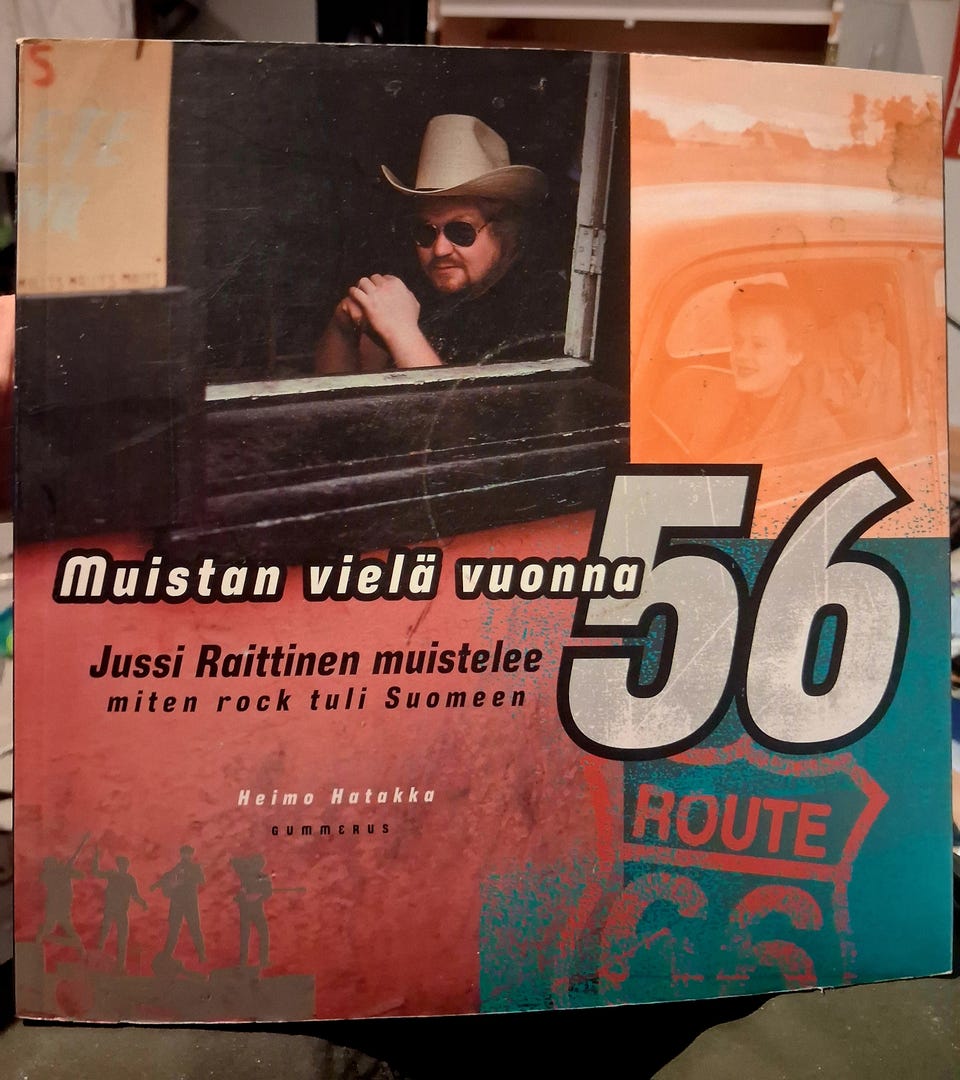 S
Muistan vielä vuonna 56
Jussi Raittinen muistelee
miten rock tuli Suomeen
Heimo Hatakka
GUMMERUS
ROUTE
66